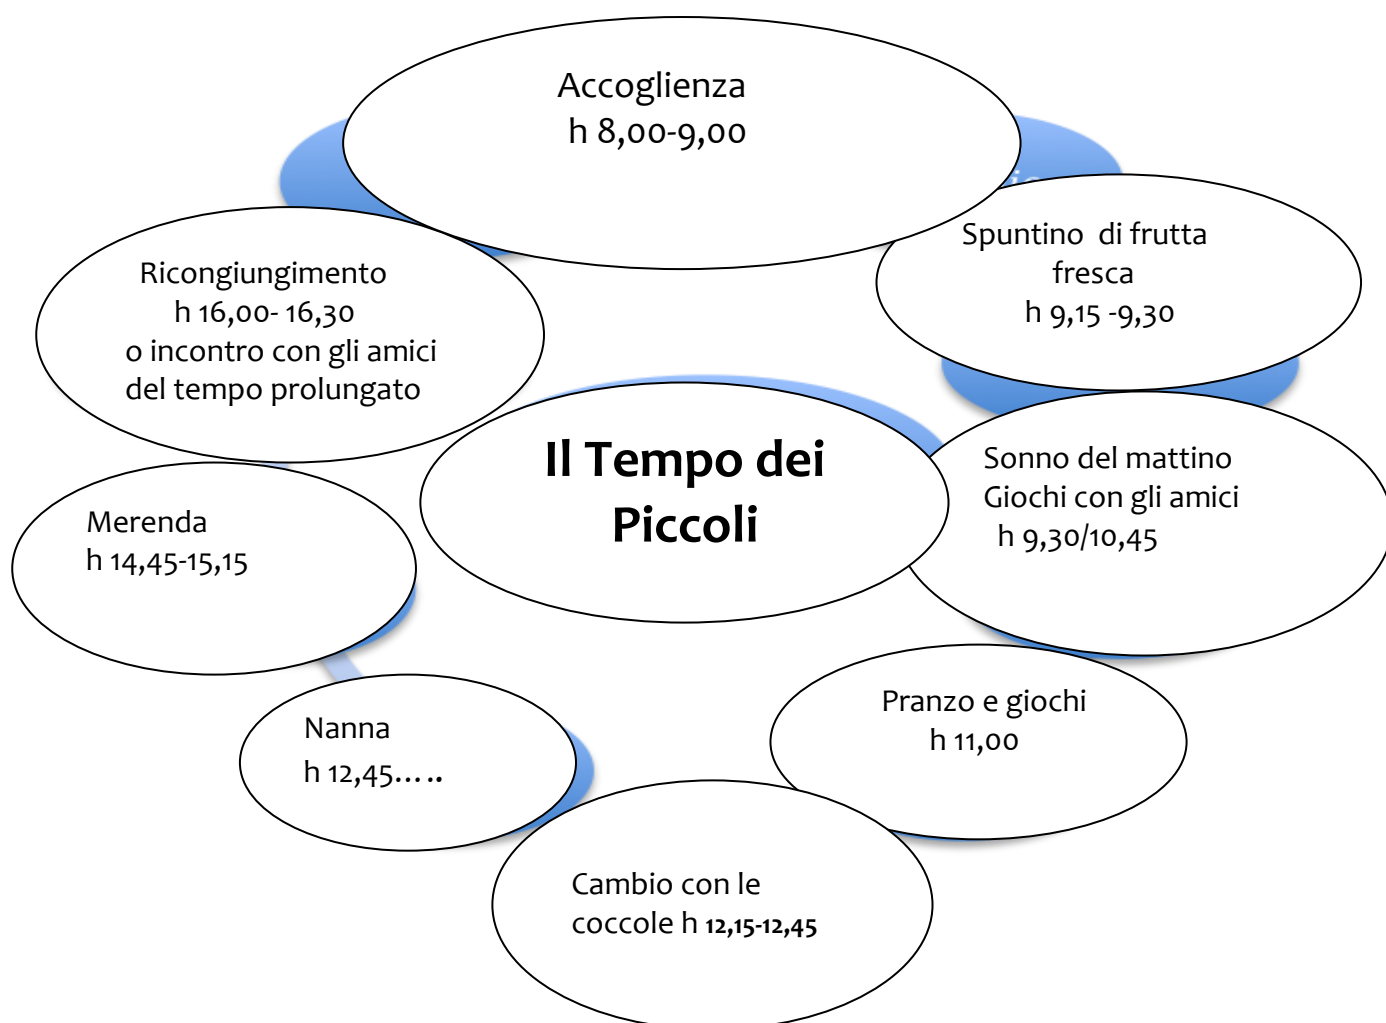 Accoglienza
h 8,00-9,00
Spuntino di frutta
fresca
h 9,15 -9,30
Sonno del mattino
Giochi con gli amici
h 9,30/10,45
Pranzo e giochi
h 11,00
Cambio con le
coccole h 12,15-12,45
Nanna
h 12,45…..
Merenda
h 14,45-15,15
Ricongiungimento
h 16,00- 16,30
o incontro con gli amici
del tempo prolungato
Il Tempo dei
Piccoli